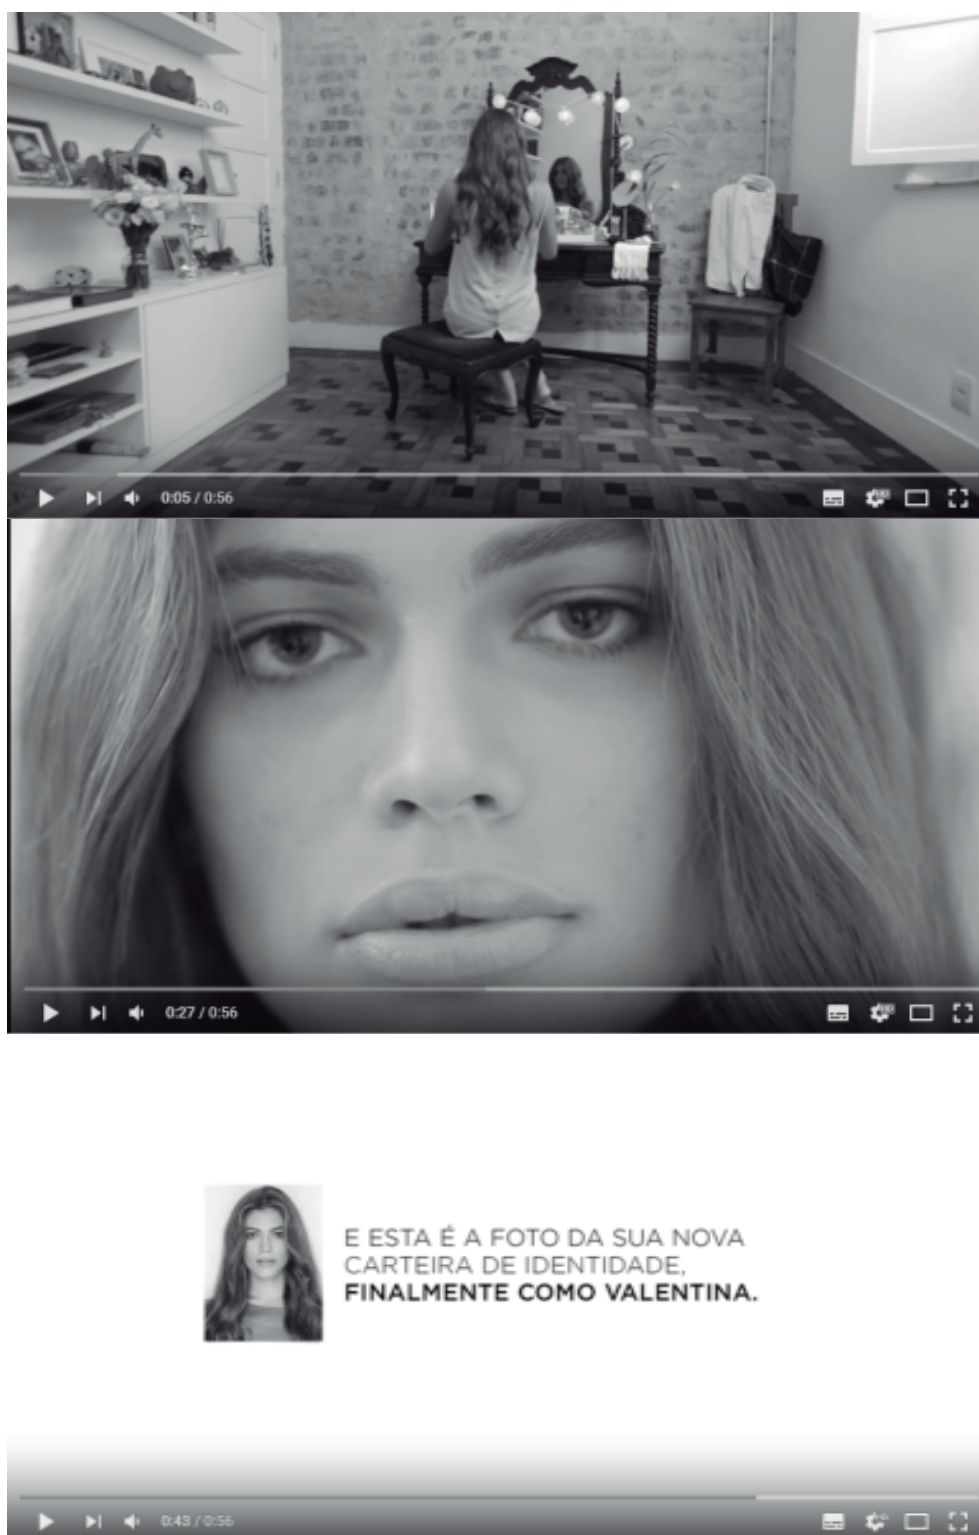 0:05 / 0:56
0:27 / 0:56
E ESTA É A FOTO DA SUA NOVA
CARTEIRA DE IDENTIDADE,
FINALMENTE COMO VALENTINA.
0:43 / 0:56